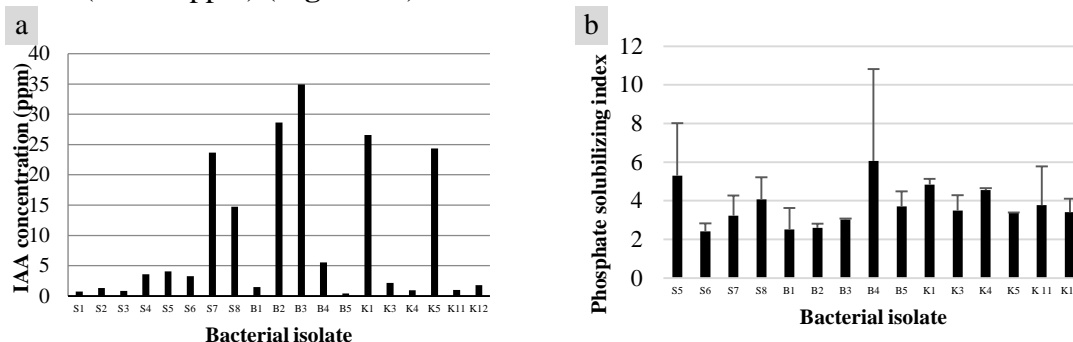 a
b
40
35
30
25
20
15
10
5
0
IAA concentration (ppm)
S1 S2 S3 S4 S5 S6 S7 S8 B1 B2 B3 B4 B5 K1 K3 K4 K5 K11 K12
Bacterial isolate
12
10
8
6
4
2
0
Phosphate solubilizing index
S5 S6 S7 S8 B1 B2 B3 B4 B5 K1 K3 K4 K5 K 11
Bacterial isolate